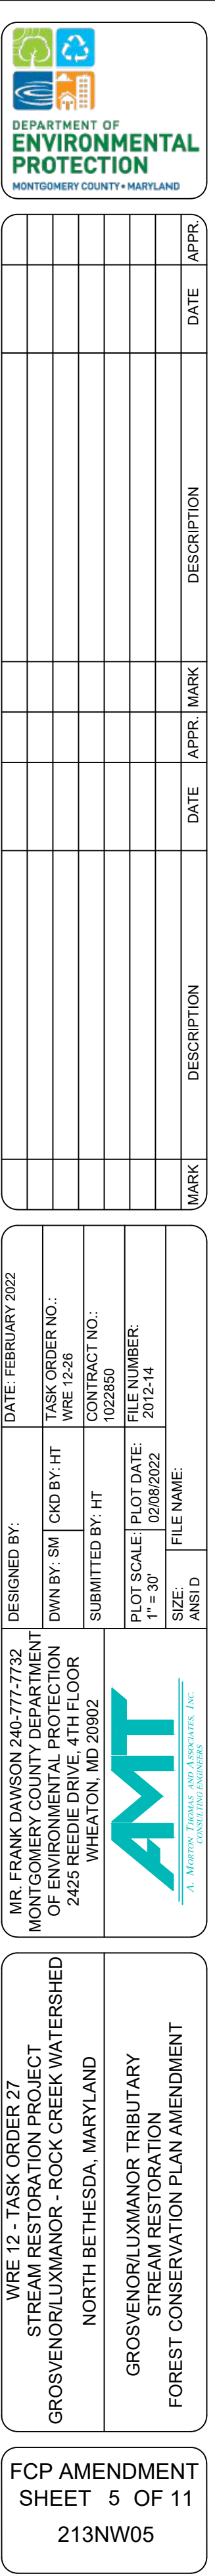 DEPARTMENT OF
ENVIRONMENTAL
PROTECTION
MONTGOMERY COUNTY • MARYLAND
MARK DESCRIPTION DATE APPR. MARK DESCRIPTION DATE APPR.
MR. FRANK DAWSON 240-777-7732
MONTGOMERY COUNTY DEPARTMENT
OF ENVIRONMENTAL PROTECTION
2425 REEDIE DRIVE, 4TH FLOOR
WHEATON, MD 20902
AMT
A. MORTON THOMAS AND ASSOCIATES, INC.
CONSULTING ENGINEERS
DESIGNED BY:
DATE: FEBRUARY 2022
DWN BY: SM
CKD BY: HT
TASK ORDER NO.:
WRE 12-26
SUBMITTED BY: HT
CONTRACT NO.:
1022850
PLOT SCALE:
1" = 30'
PLOT DATE:
02/08/2022
FILE NUMBER:
2012-14
SIZE:
ANSI D
FILE NAME:
WRE 12 - TASK ORDER 27
STREAM RESTORATION PROJECT
GROSVENOR/LUXMANOR - ROCK CREEK WATERSHED
NORTH BETHESDA, MARYLAND
GROSVENOR/LUXMANOR TRIBUTARY
STREAM RESTORATION
FOREST CONSERVATION PLAN AMENDMENT
FCP AMENDMENT
SHEET 5 OF 11
213NW05